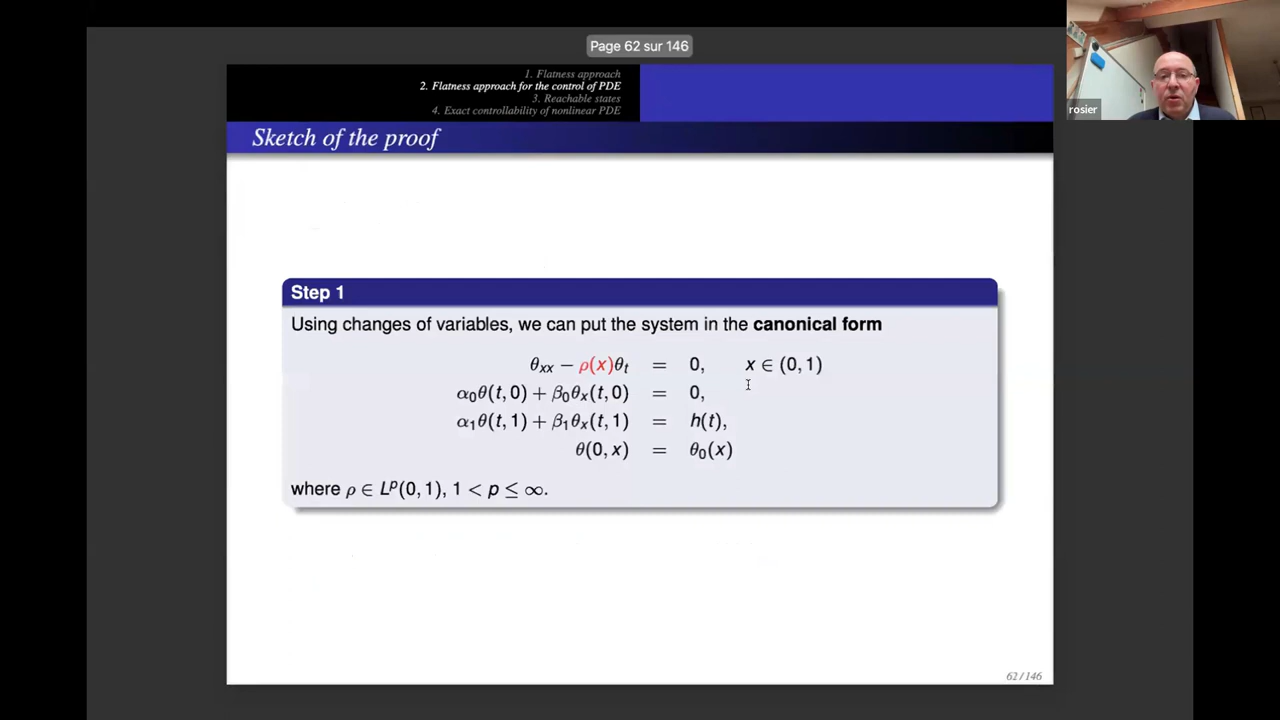 Page 62 sur 146
rosier
1. Flatness approach
2. Flatness approach for the control of PDE
3. Reachable states
4. Exact controllability of nonlinear PDE
Sketch of the proof
Step 1
Using changes of variables, we can put the system in the canonical form
θxx − ρ(x)θt = 0, x ∈ (0, 1)
α0θ(t, 0) + β0θx(t, 0) = 0,
α1θ(t, 1) + β1θx(t, 1) = h(t),
θ(0, x) = θ0(x)
where ρ ∈ Lp(0, 1), 1 < p ≤ ∞.
62 / 146